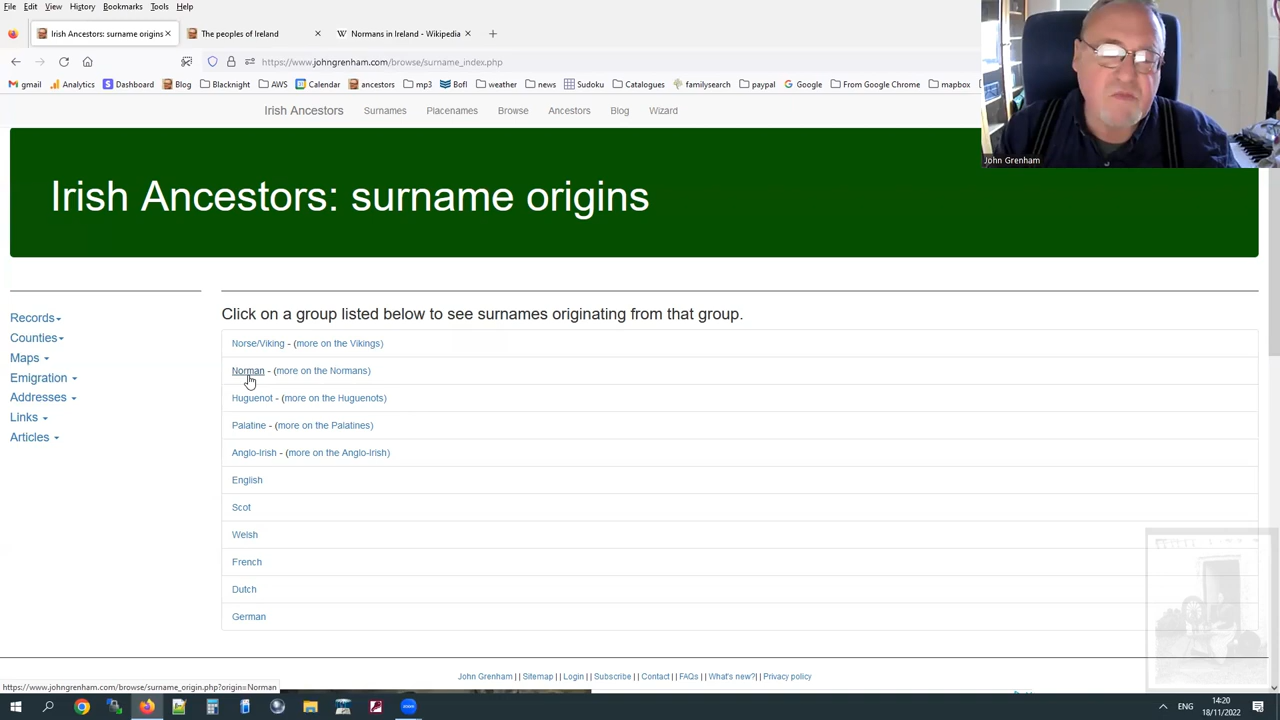 File Edit View History Bookmarks Tools Help
Irish Ancestors: surname origins
The peoples of Ireland
Normans in Ireland - Wikipedia
https://www.johngrenham.com/browse/surname_index.php
gmail Analytics Dashboard Blog Blacknight AWS Calendar ancestors mp3 Bofi weather news Sudoku Catalogues familysearch paypal Google From Google Chrome mapbox
John Grenham
Irish Ancestors Surnames Placenames Browse Ancestors Blog Wizard
Irish Ancestors: surname origins
Records
Counties
Maps
Emigration
Addresses
Links
Articles
Click on a group listed below to see surnames originating from that group.
Norse/Viking - (more on the Vikings)
Norman - (more on the Normans)
Huguenot - (more on the Huguenots)
Palatine - (more on the Palatines)
Anglo-Irish - (more on the Anglo-Irish)
English
Scot
Welsh
French
Dutch
German
John Grenham | | Sitemap | | Login | | Subscribe | | Contact | | FAQs | | What's new?| | Privacy policy
https://www.johngrenham.com/browse/surname_origin.php?origin=Norman
zoom
ENG
14:20
18/11/2022